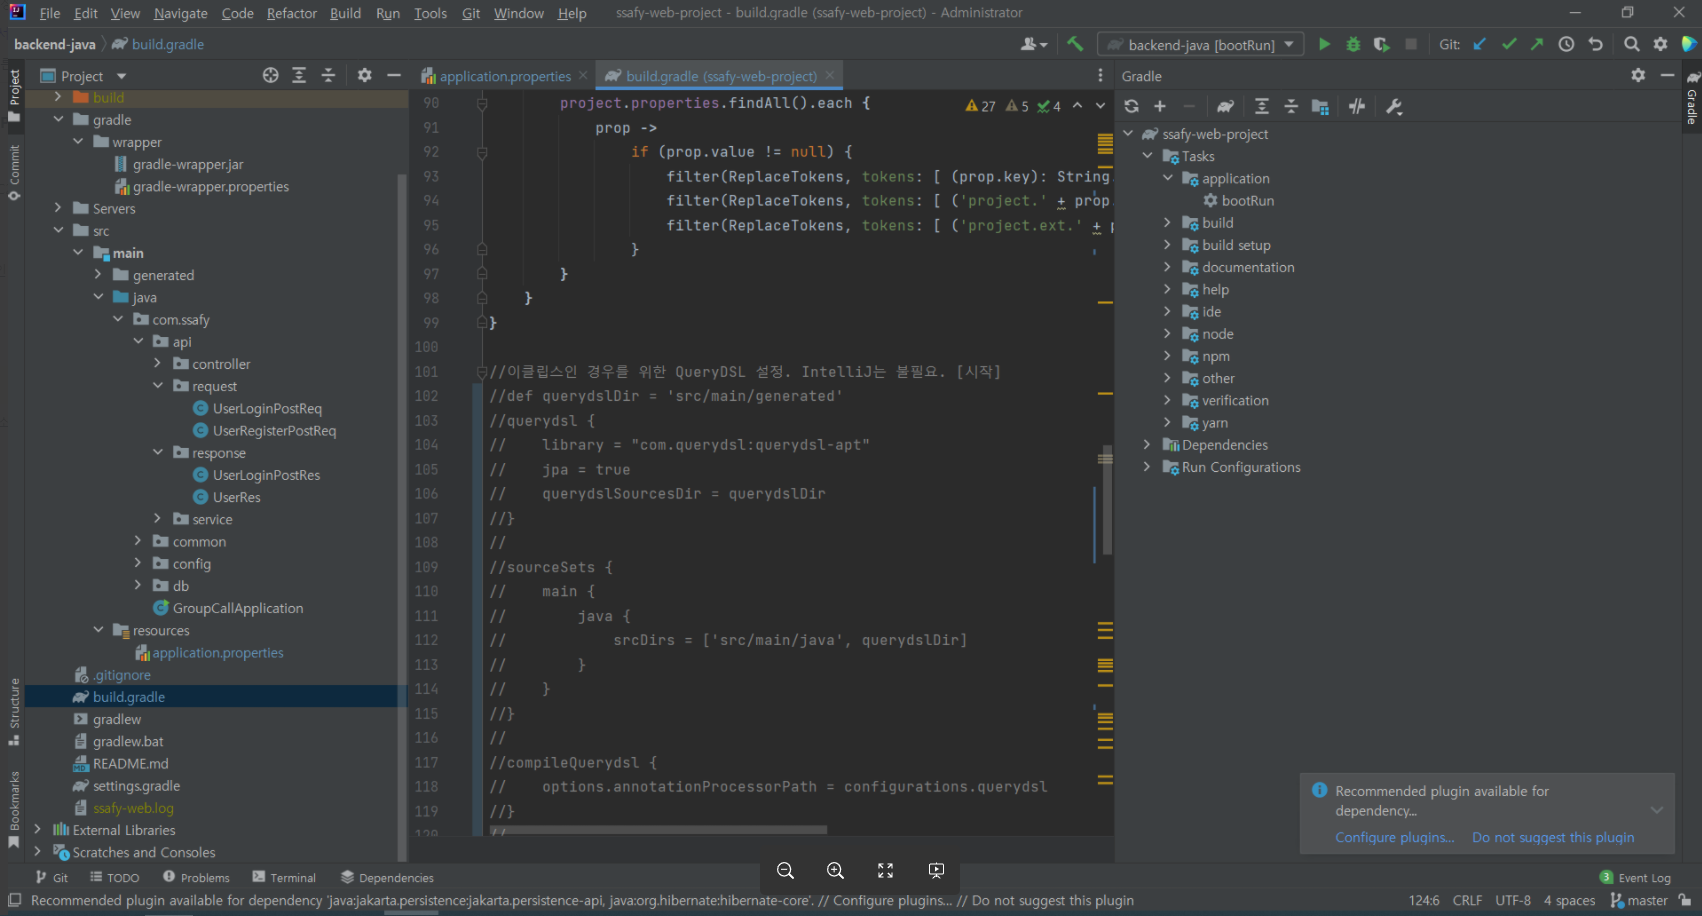 File Edit View Navigate Code Refactor Build Run Tools Git Window Help ssafy-web-project - build.gradle (ssafy-web-project) - Administrator
backend-java build.gradle backend-java [bootRun] Git:
Project
application.properties build.gradle (ssafy-web-project)
Gradle
Project
Commit
Structure
Bookmarks
build
gradle
wrapper
gradle-wrapper.jar
gradle-wrapper.properties
Servers
src
main
generated
java
com.ssafy
api
controller
request
UserLoginPostReq
UserRegisterPostReq
response
UserLoginPostRes
UserRes
service
common
config
db
GroupCallApplication
resources
application.properties
.gitignore
build.gradle
gradlew
gradlew.bat
README.md
settings.gradle
ssafy-web.log
External Libraries
Scratches and Consoles
27 5 4
90 project.properties.findAll().each {
91 prop ->
92 if (prop.value != null) {
93 filter(ReplaceTokens, tokens: [ (prop.key): String.
94 filter(ReplaceTokens, tokens: [ ('project.' + prop.
95 filter(ReplaceTokens, tokens: [ ('project.ext.' + p
96 }
97 }
98 }
99 }
100
101 //이클립스인 경우를 위한 QueryDSL 설정. IntelliJ는 불필요. [시작]
102 //def querydslDir = 'src/main/generated'
103 //querydsl {
104 // library = "com.querydsl:querydsl-apt"
105 // jpa = true
106 // querydslSourcesDir = querydslDir
107 //}
108 //
109 //sourceSets {
110 // main {
111 // java {
112 // srcDirs = ['src/main/java', querydslDir]
113 // }
114 // }
115 //}
116 //
117 //compileQuerydsl {
118 // options.annotationProcessorPath = configurations.querydsl
119 //}
120 //
ssafy-web-project
Tasks
application
bootRun
build
build setup
documentation
help
ide
node
npm
other
verification
yarn
Dependencies
Run Configurations
Gradle
Recommended plugin available for
dependency...
Configure plugins... Do not suggest this plugin
Git TODO Problems Terminal Dependencies 3 Event Log
Recommended plugin available for dependency 'java:jakarta.persistence:jakarta.persistence-api, java:org.hibernate:hibernate-core'. // Configure plugins... // Do not suggest this plugin 124:6 CRLF UTF-8 4 spaces master